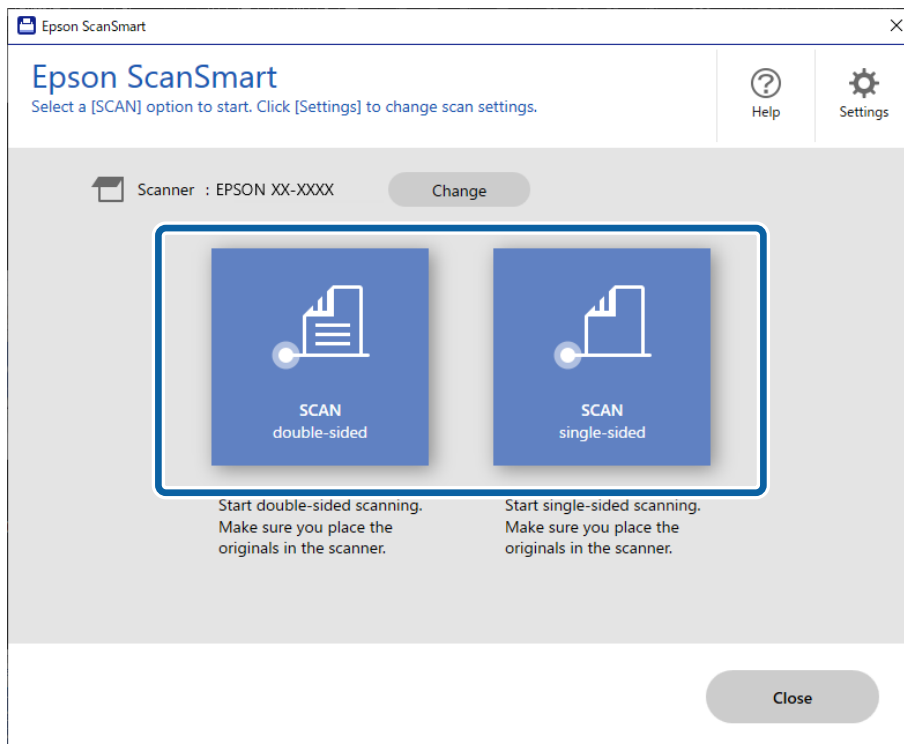 Epson ScanSmart
Epson ScanSmart
Select a [SCAN] option to start. Click [Settings] to change scan settings.
Help
Settings
Scanner : EPSON XX-XXXX
Change
SCAN
double-sided
SCAN
single-sided
Start double-sided scanning.
Make sure you place the
originals in the scanner.
Start single-sided scanning.
Make sure you place the
originals in the scanner.
Close